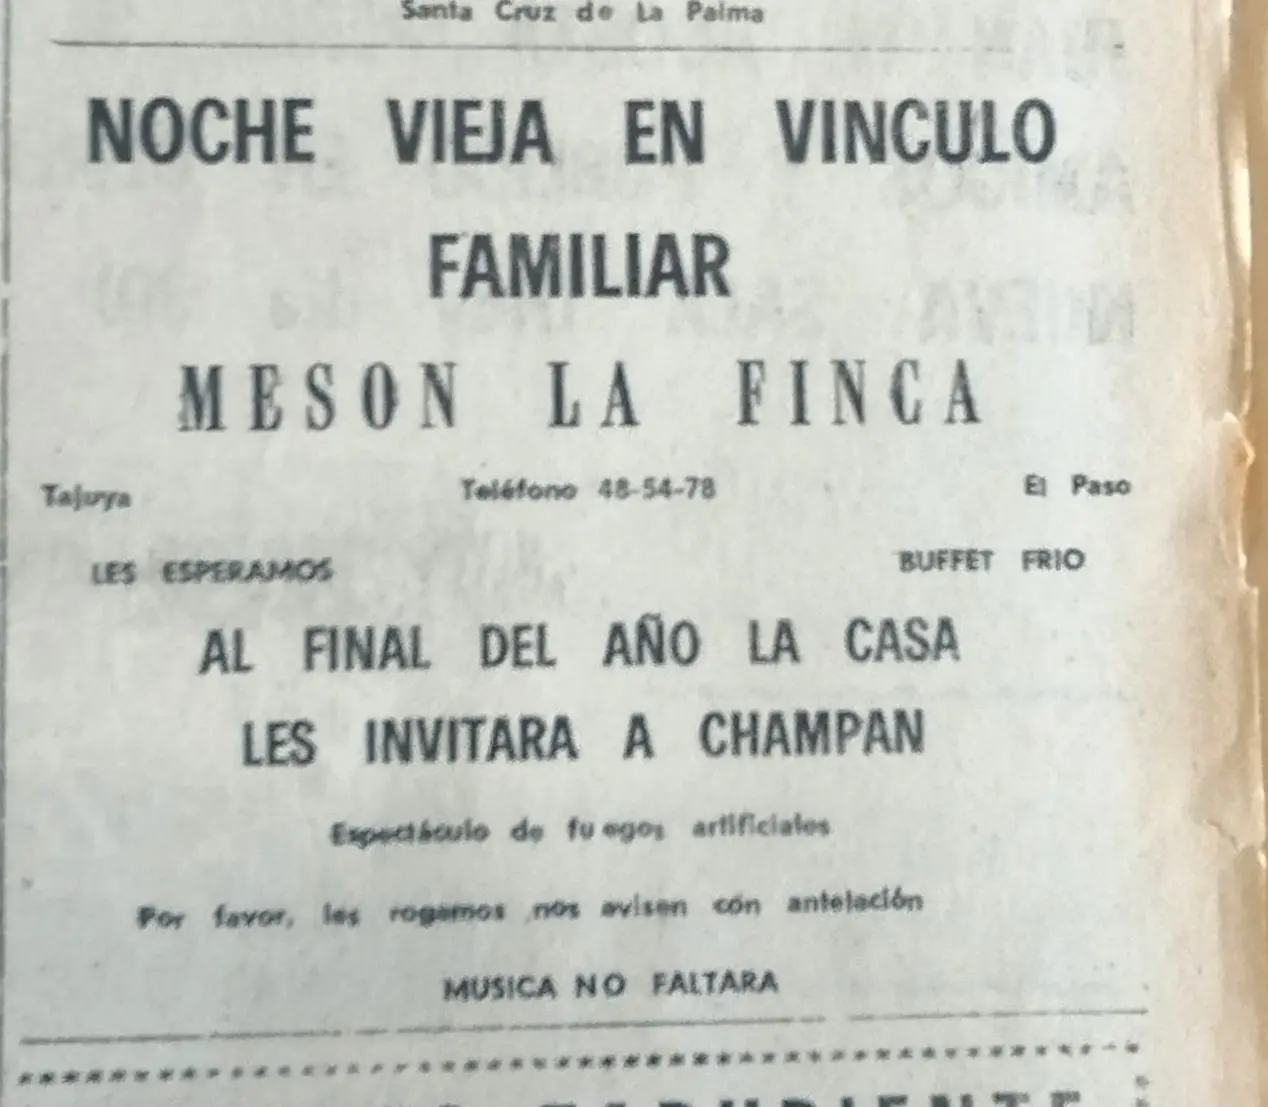 Santa Cruz de La Palma
NOCHE VIEJA EN VINCULO
FAMILIAR
MESON LA FINCA
Tajuya Teléfono 48-54-78 El Paso
LES ESPERAMOS BUFFET FRIO
AL FINAL DEL AÑO LA CASA
LES INVITARA A CHAMPAN
Espectáculo de fuegos artificiales
Por favor, les rogamos nos avisen con antelación
MUSICA NO FALTARA